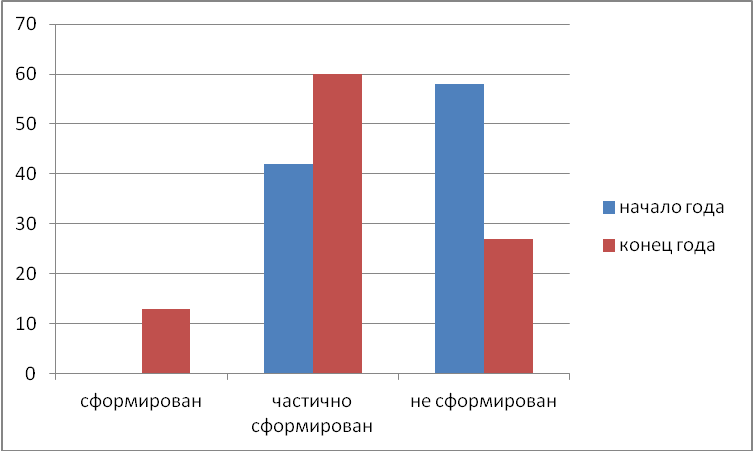 70
60
50
40
30
20
10
0
сформирован
частично
сформирован
не сформирован
начало года
конец года